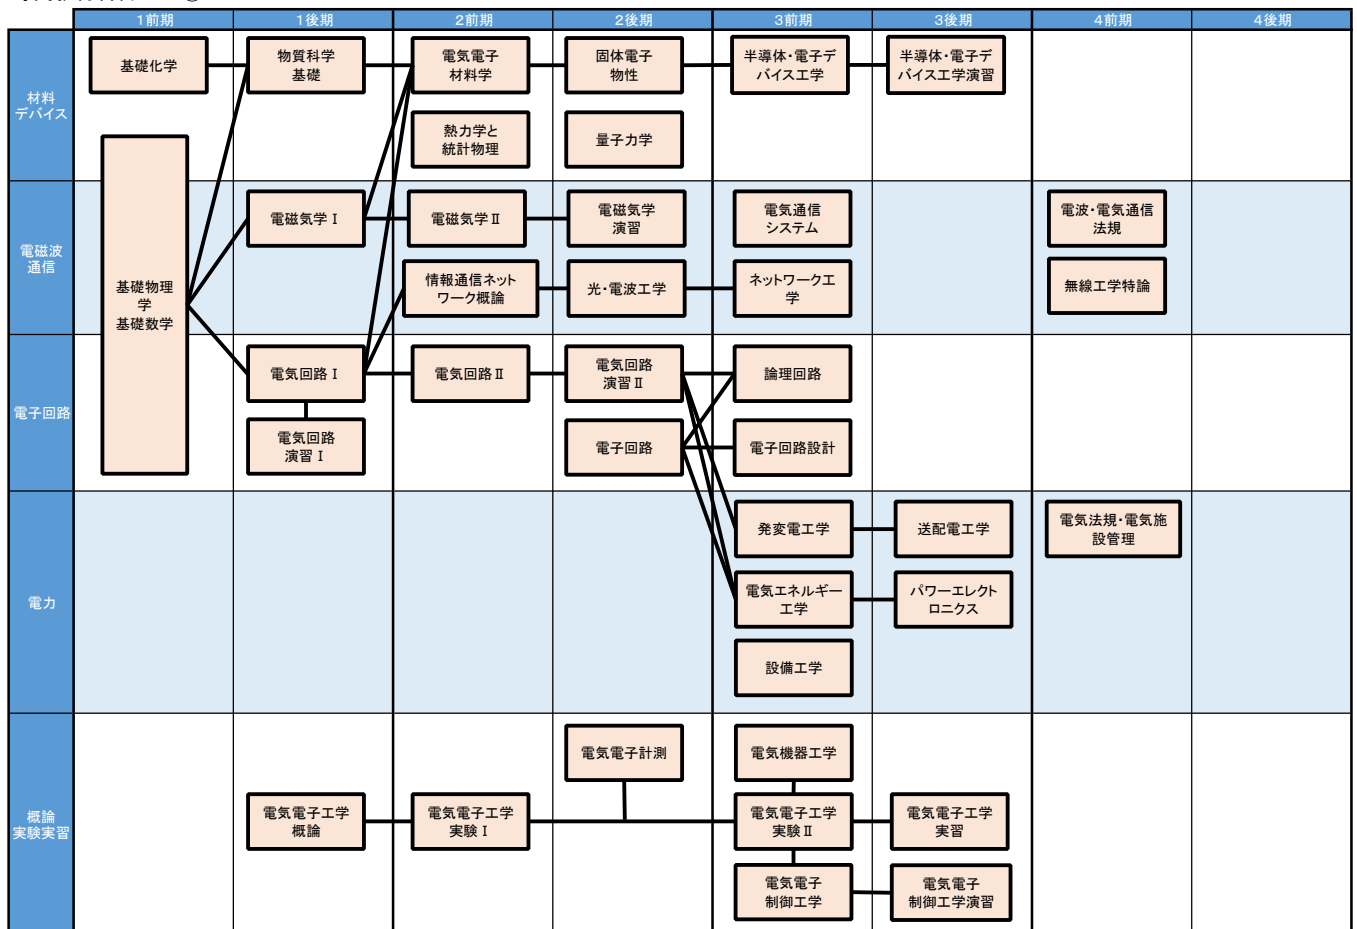 1前期 1後期 2前期 2後期 3前期 3後期 4前期 4後期
材料
デバイス
基礎化学
物質科学
基礎
電気電子
材料学
固体電子
物性
半導体・電子デ
バイス工学
半導体・電子デ
バイス工学演習
熱力学と
統計物理
量子力学
基礎物理
学
基礎数学
電磁波
通信
電磁気学Ⅰ
電磁気学Ⅱ
電磁気学
演習
電気通信
システム
電波・電気通信
法規
情報通信ネット
ワーク概論
光・電波工学
ネットワークエ
学
無線工学特論
電子回路
電気回路Ⅰ
電気回路Ⅱ
電気回路
演習Ⅱ
論理回路
電気回路
演習Ⅰ
電子回路
電子回路設計
電力
発変電工学
送配電工学
電気法規・電気施
設管理
電気エネルギー
工学
パワーエレクト
ロニクス
設備工学
概論
実験実習
電気電子計測
電気機器工学
電気電子工学
概論
電気電子工学
実験Ⅰ
電気電子工学
実験Ⅱ
電気電子工学
実習
電気電子
制御工学
電気電子
制御工学演習